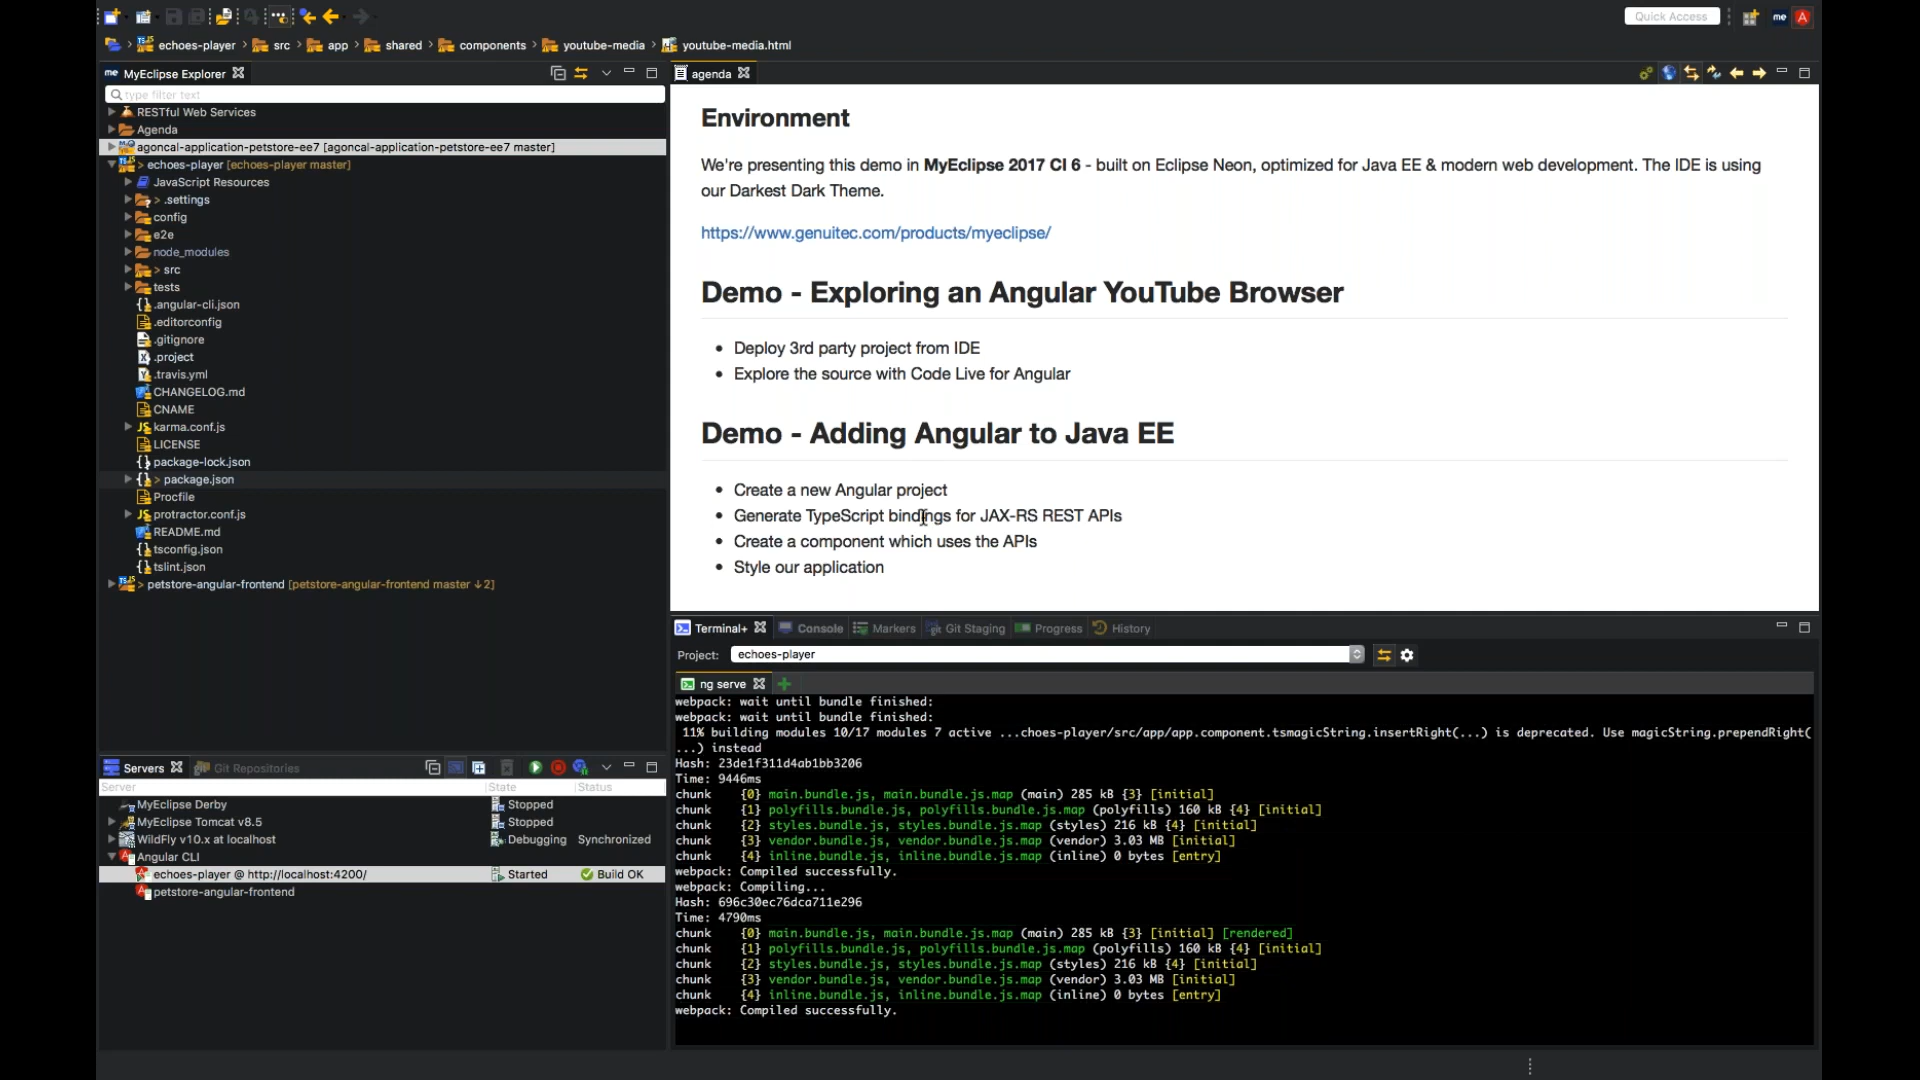 Quick Access
me
echoes-player
src
app
shared
components
youtube-media
youtube-media.html
me MyEclipse Explorer
type filter text
RESTful Web Services
Agenda
agoncal-application-petstore-ee7 [agoncal-application-petstore-ee7 master]
> echoes-player [echoes-player master]
JavaScript Resources
> .settings
config
e2e
node_modules
> src
tests
.angular-cli.json
.editorconfig
.gitignore
.project
.travis.yml
CHANGELOG.md
CNAME
karma.conf.js
LICENSE
package-lock.json
> package.json
Procfile
protractor.conf.js
README.md
tsconfig.json
tslint.json
> petstore-angular-frontend [petstore-angular-frontend master ↓2]
agenda
Environment
We're presenting this demo in MyEclipse 2017 CI 6 - built on Eclipse Neon, optimized for Java EE & modern web development. The IDE is using
our Darkest Dark Theme.
https://www.genuitec.com/products/myeclipse/
Demo - Exploring an Angular YouTube Browser
• Deploy 3rd party project from IDE
• Explore the source with Code Live for Angular
Demo - Adding Angular to Java EE
• Create a new Angular project
• Generate TypeScript bindings for JAX-RS REST APIs
• Create a component which uses the APIs
• Style our application
Servers
Git Repositories
Server State Status
MyEclipse Derby Stopped
MyEclipse Tomcat v8.5 Stopped
WildFly v10.x at localhost Debugging Synchronized
Angular CLI
echoes-player @ http://localhost:4200/ Started Build OK
petstore-angular-frontend
Terminal+
Console
Markers
Git Staging
Progress
History
Project: echoes-player
ng serve
webpack: wait until bundle finished:
webpack: wait until bundle finished:
11% building modules 10/17 modules 7 active ...choes-player/src/app/app.component.tsmagicString.insertRight(...) is deprecated. Use magicString.prependRight(
...) instead
Hash: 23de1f311d4ab1bb3206
Time: 9446ms
chunk {0} main.bundle.js, main.bundle.js.map (main) 285 kB {3} [initial]
chunk {1} polyfills.bundle.js, polyfills.bundle.js.map (polyfills) 160 kB {4} [initial]
chunk {2} styles.bundle.js, styles.bundle.js.map (styles) 216 kB {4} [initial]
chunk {3} vendor.bundle.js, vendor.bundle.js.map (vendor) 3.03 MB [initial]
chunk {4} inline.bundle.js, inline.bundle.js.map (inline) 0 bytes [entry]
webpack: Compiled successfully.
webpack: Compiling...
Hash: 696c30ec76dca711e296
Time: 4790ms
chunk {0} main.bundle.js, main.bundle.js.map (main) 285 kB {3} [initial] [rendered]
chunk {1} polyfills.bundle.js, polyfills.bundle.js.map (polyfills) 160 kB {4} [initial]
chunk {2} styles.bundle.js, styles.bundle.js.map (styles) 216 kB {4} [initial]
chunk {3} vendor.bundle.js, vendor.bundle.js.map (vendor) 3.03 MB [initial]
chunk {4} inline.bundle.js, inline.bundle.js.map (inline) 0 bytes [entry]
webpack: Compiled successfully.